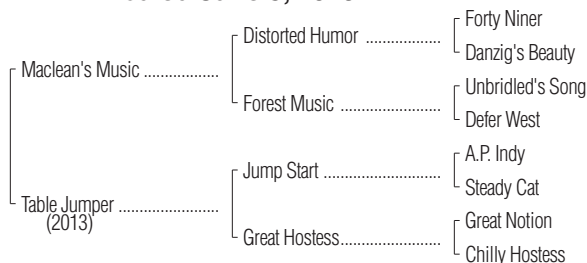 Forty Niner
Distorted Humor ....................
Danzig's Beauty
Maclean's Music ....................
Unbridled's Song
Forest Music ...........................
Defer West
A.P. Indy
Jump Start ...............................
Steady Cat
Table Jumper ...........................
(2013)
Great Notion
Great Hostess..........................
Chilly Hostess